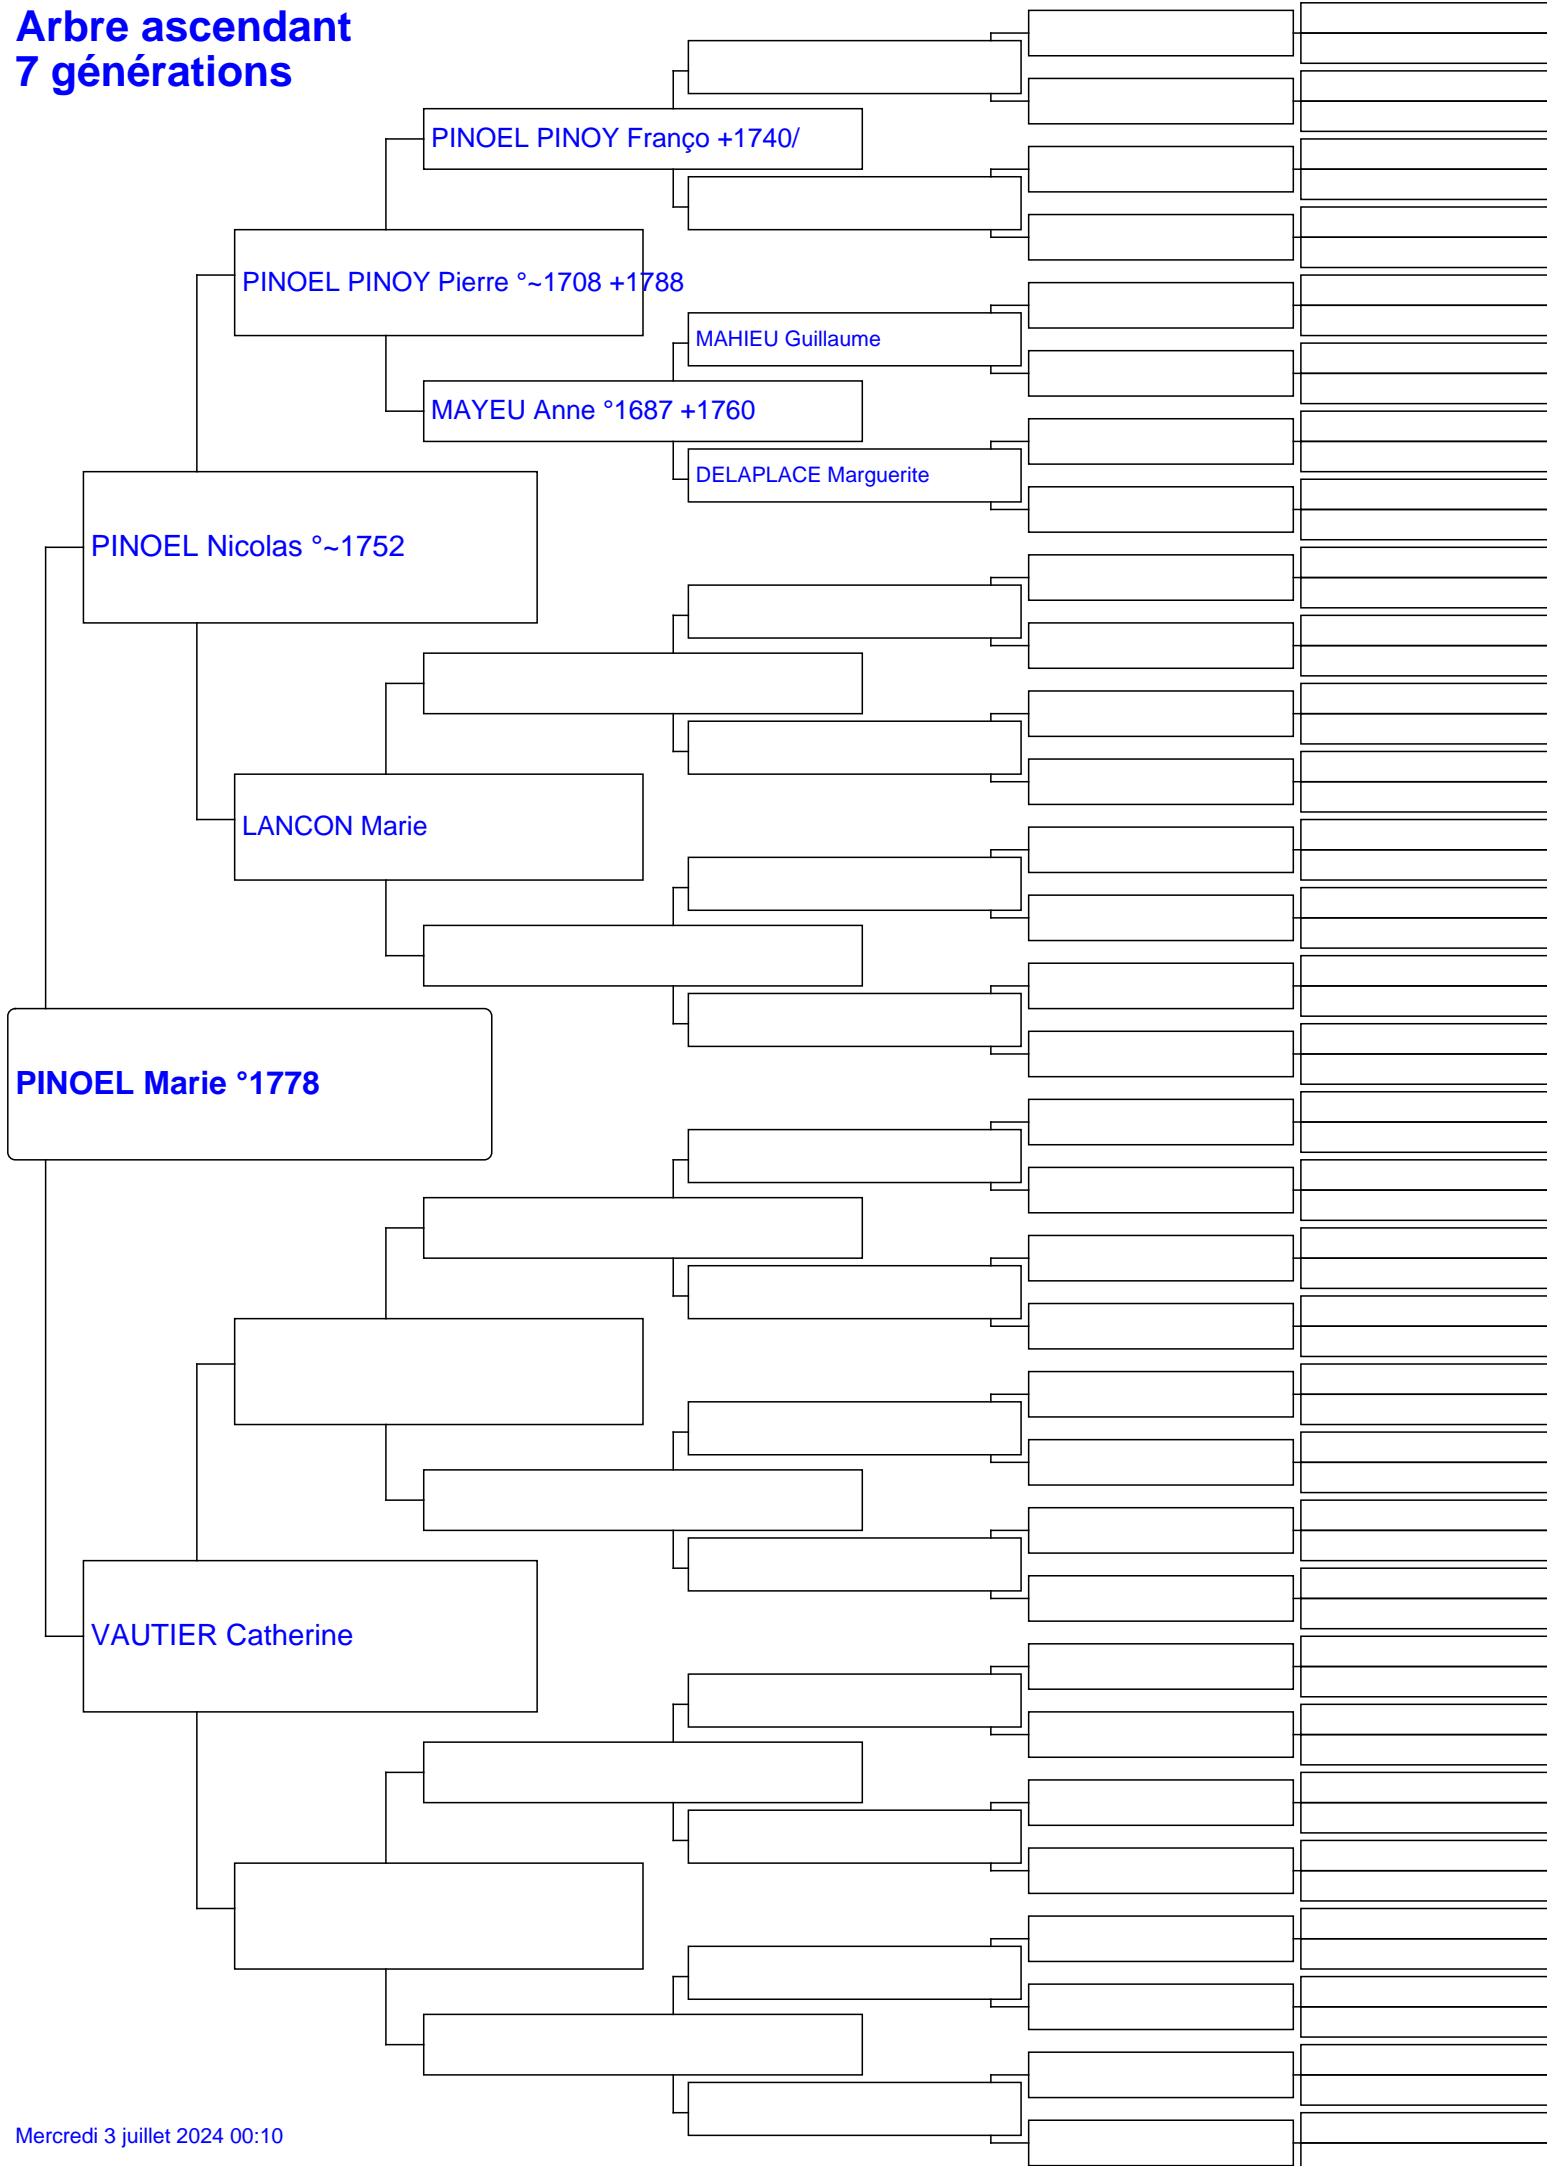 Arbre ascendant
7 générations
PINOEL PINOY Franço +1740/
PINOEL PINOY Pierre °~1708 +1788
MAHIEU Guillaume
MAYEU Anne °1687 +1760
DELAPLACE Marguerite
PINOEL Nicolas °~1752
LANCON Marie
PINOEL Marie °1778
VAUTIER Catherine
Mercredi 3 juillet 2024 00:10